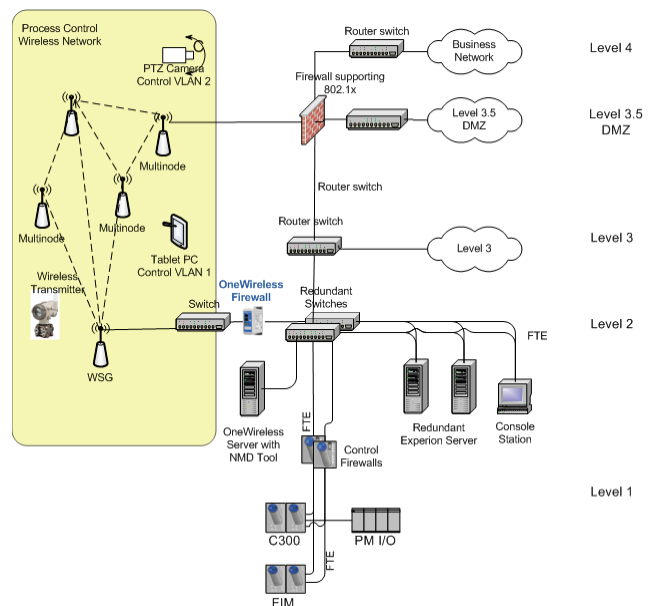 Process Control
Wireless Network
PTZ Camera
Control VLAN 2
Router switch
Business
Network
Level 4
Firewall supporting
802.1x
Level 3.5
DMZ
Level 3.5
DMZ
Multinode
Multinode
Multinode
Router switch
Tablet PC
Control VLAN 1
Router switch
Level 3
Level 3
Wireless
Transmitter
OneWireless
Firewall
Redundant
Switches
Switch
Level 2
FTE
WSG
OneWireless
Server with
NMD Tool
FTE
Redundant
Experion Server
Console
Station
Control
Firewalls
Level 1
C300
PM I/O
FTE
FIM